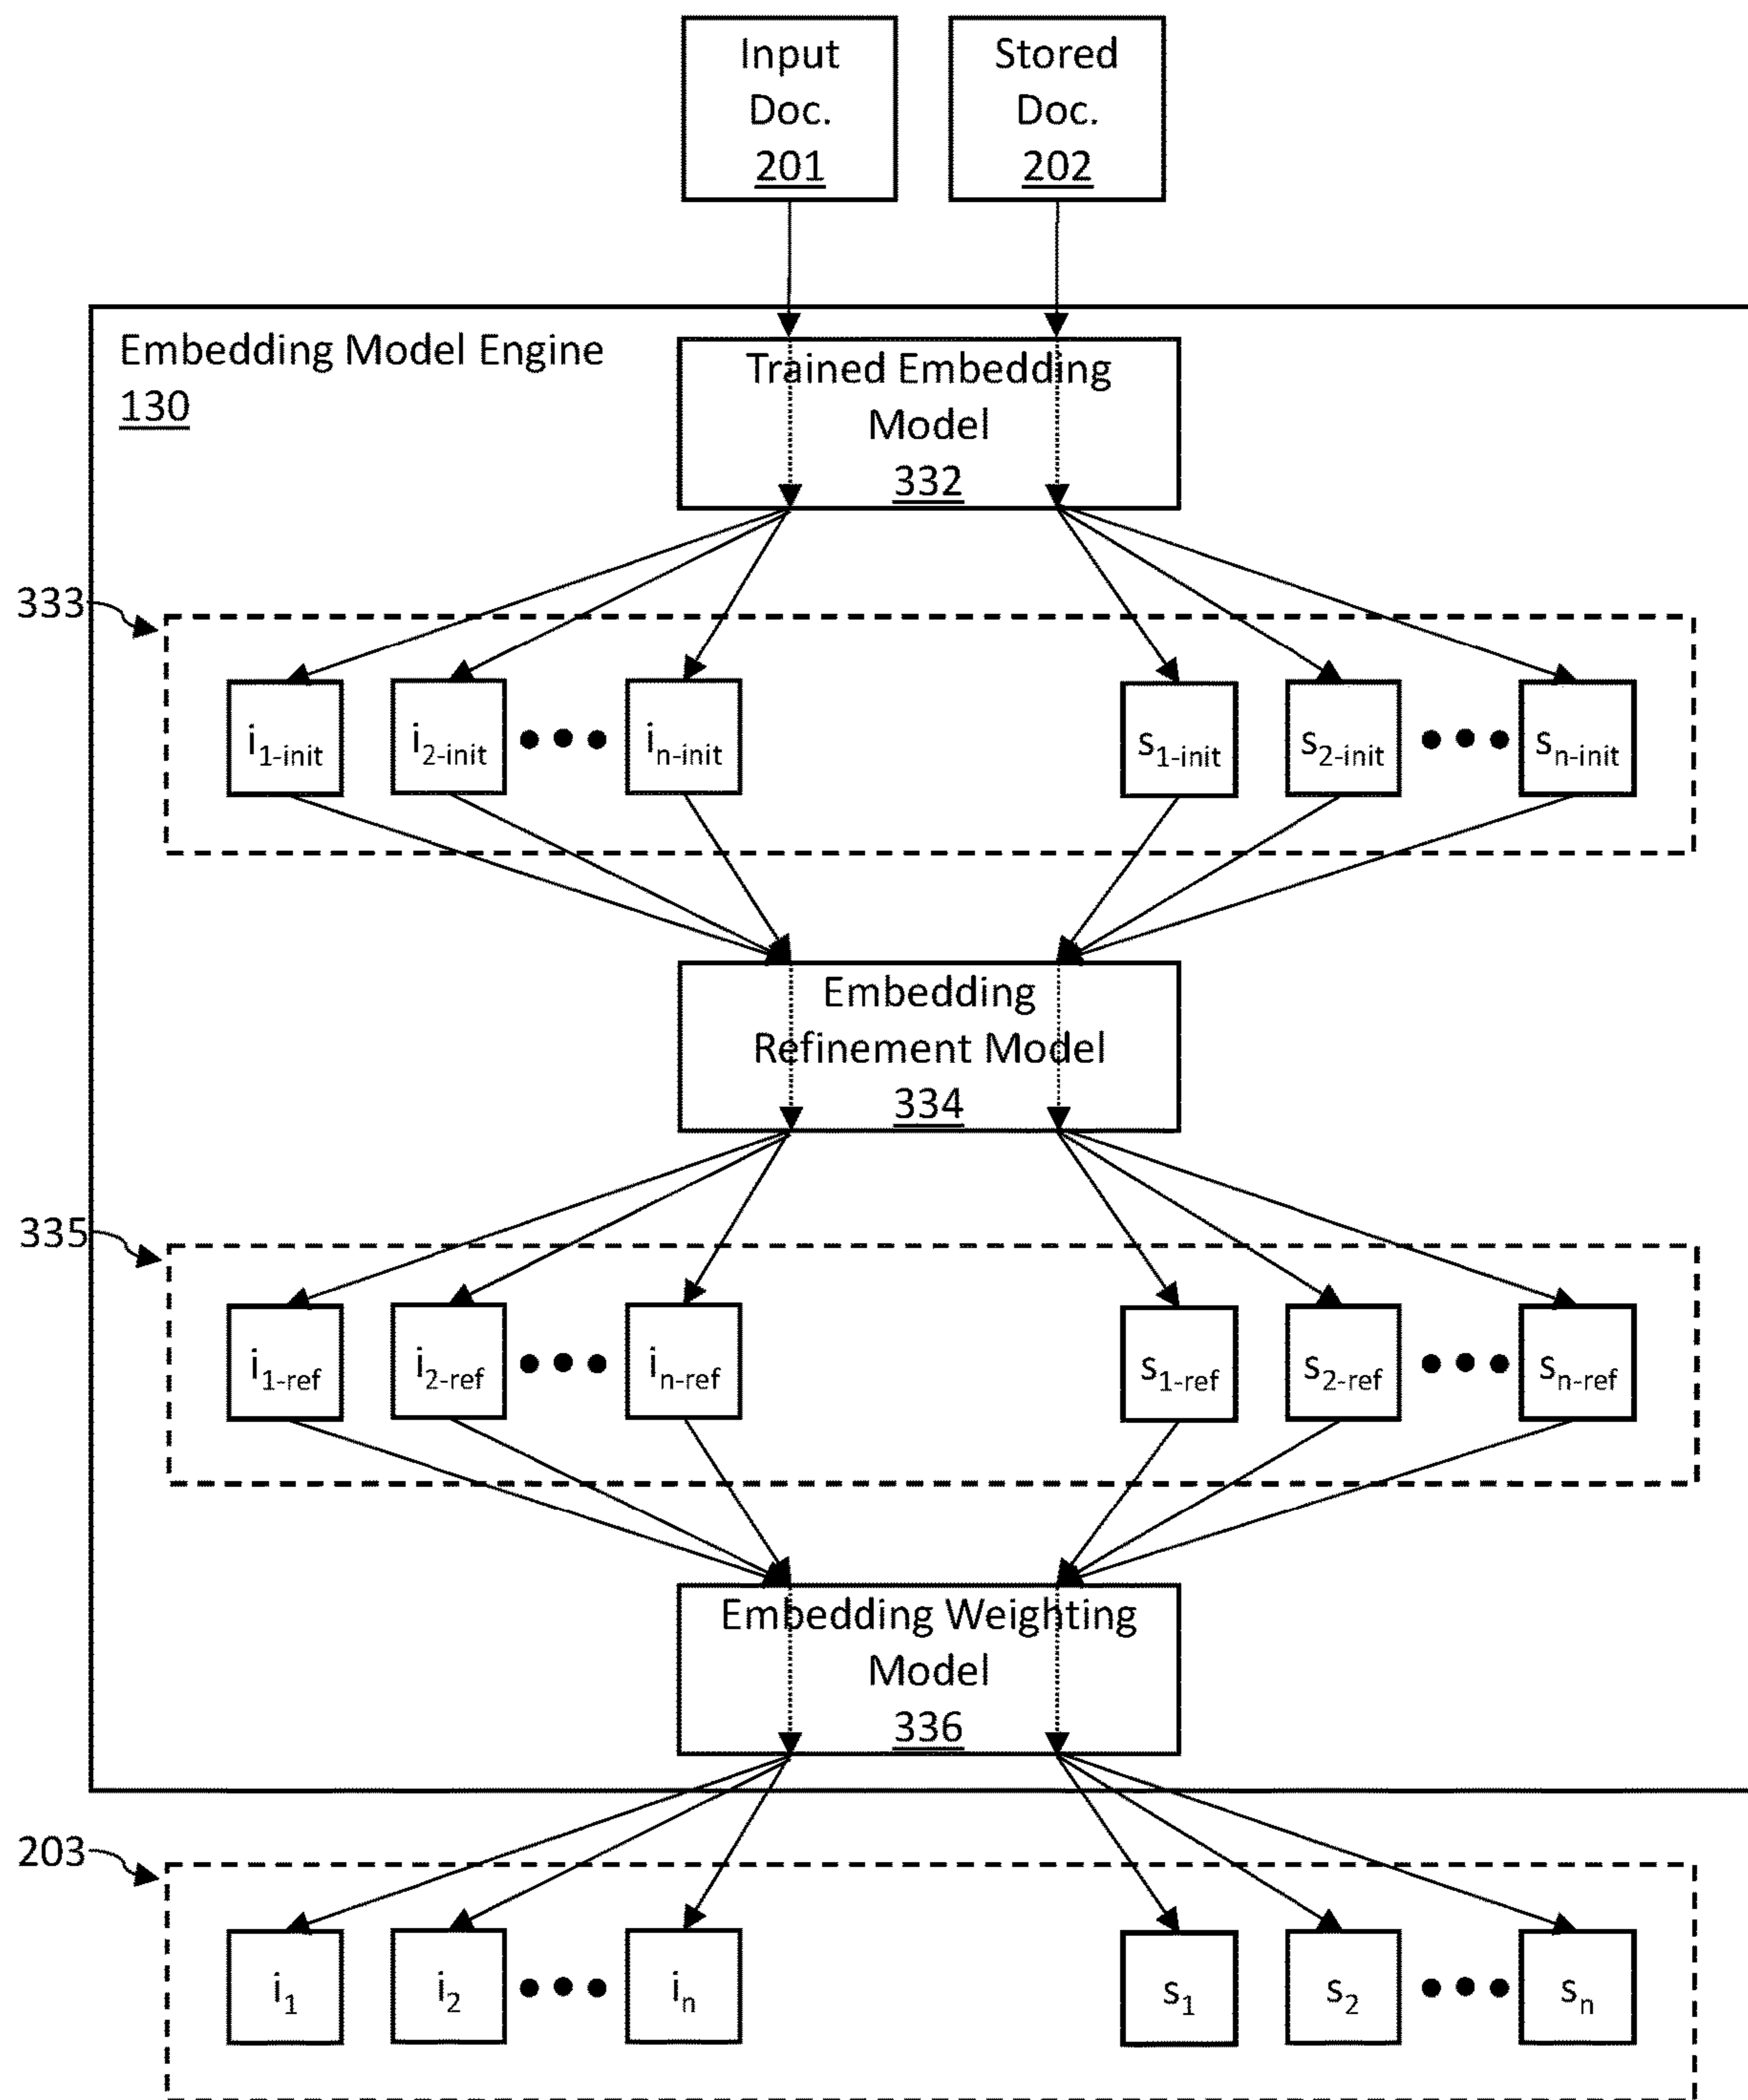 Input
Doc.
201
Stored
Doc.
202
Embedding Model Engine
130
Trained Embedding
Model
332
333
i1-init
i2-init
●●●
in-init
s1-init
s2-init
●●●
sn-init
Embedding
Refinement Model
334
335
i1-ref
i2-ref
●●●
in-ref
s1-ref
s2-ref
●●●
sn-ref
Embedding Weighting
Model
336
203
i1
i2
●●●
in
s1
s2
●●●
sn